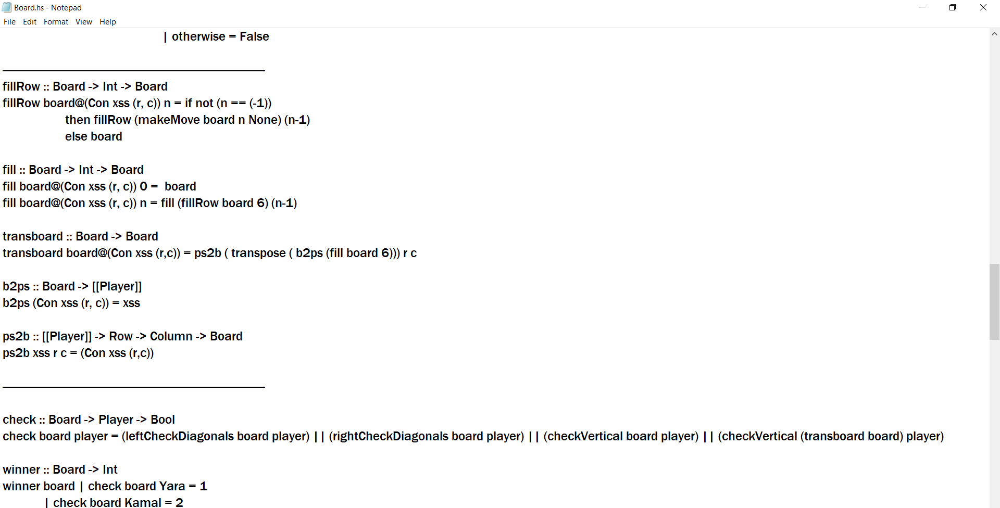 Board.hs - Notepad
File Edit Format View Help
| otherwise = False
__________________________________________
fillRow :: Board -> Int -> Board
fillRow board@(Con xss (r, c)) n = if not (n == (-1))
then fillRow (makeMove board n None) (n-1)
else board
fill :: Board -> Int -> Board
fill board@(Con xss (r, c)) 0 =  board
fill board@(Con xss (r, c)) n = fill (fillRow board 6) (n-1)
transboard :: Board -> Board
transboard board@(Con xss (r,c)) = ps2b ( transpose ( b2ps (fill board 6))) r c
b2ps :: Board -> [[Player]]
b2ps (Con xss (r, c)) = xss
ps2b :: [[Player]] -> Row -> Column -> Board
ps2b xss r c = (Con xss (r,c))
__________________________________________
check :: Board -> Player -> Bool
check board player = (leftCheckDiagonals board player) || (rightCheckDiagonals board player) || (checkVertical board player) || (checkVertical (transboard board) player)
winner :: Board -> Int
winner board | check board Yara = 1
| check board Kamal = 2